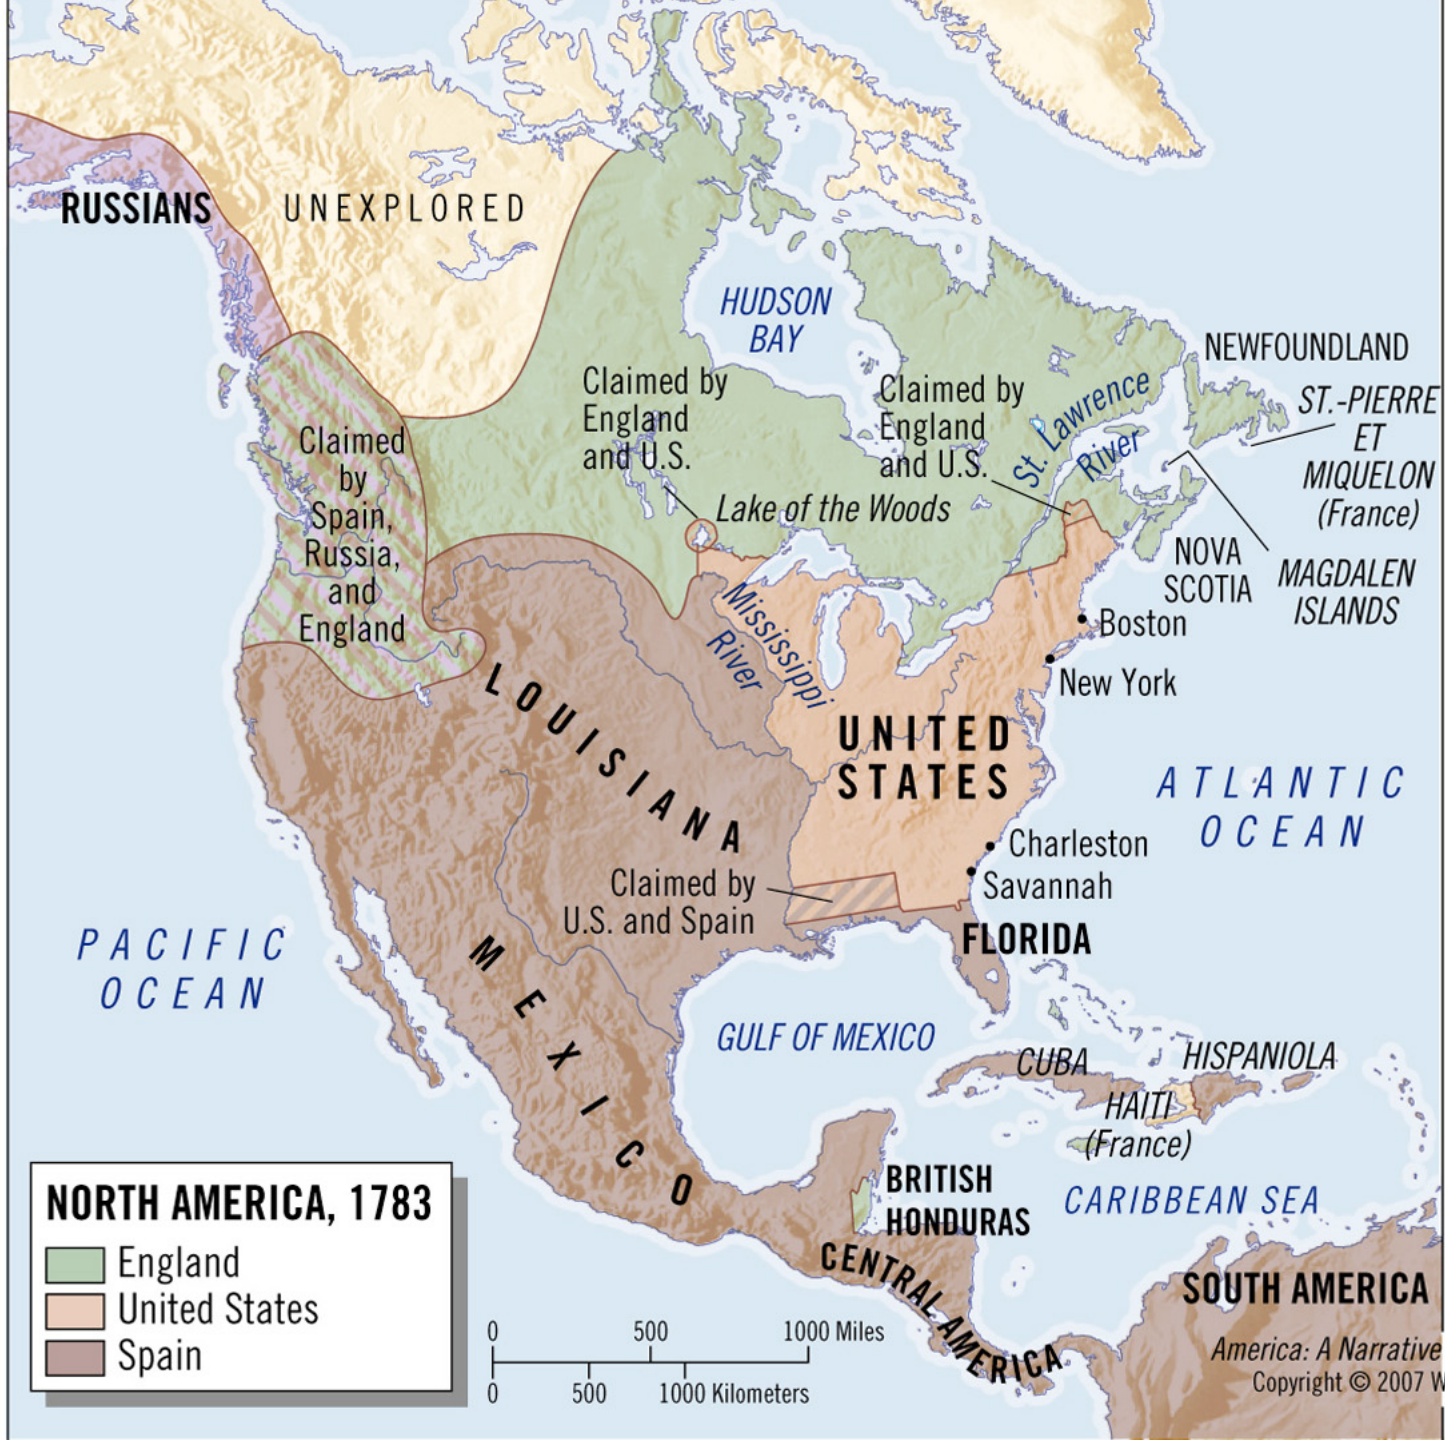 RUSSIANS
UNEXPLORED
HUDSON
BAY
NEWFOUNDLAND
ST.-PIERRE
ET
MIQUELON
(France)
Claimed by
England
and U.S.
Claimed by
England
and U.S.
St. Lawrence
River
Claimed
by
Spain,
Russia,
and
England
Lake of the Woods
NOVA
SCOTIA
MAGDALEN
ISLANDS
Mississippi
River
Boston
New York
LOUISIANA
UNITED
STATES
ATLANTIC
OCEAN
Charleston
Savannah
Claimed by
U.S. and Spain
FLORIDA
PACIFIC
OCEAN
MEXICO
GULF OF MEXICO
CUBA
HISPANIOLA
HAITI
(France)
BRITISH
HONDURAS
CARIBBEAN SEA
CENTRAL AMERICA
SOUTH AMERICA
NORTH AMERICA, 1783
England
United States
Spain
0 500 1000 Miles
0 500 1000 Kilometers
America: A Narrative
Copyright © 2007 W